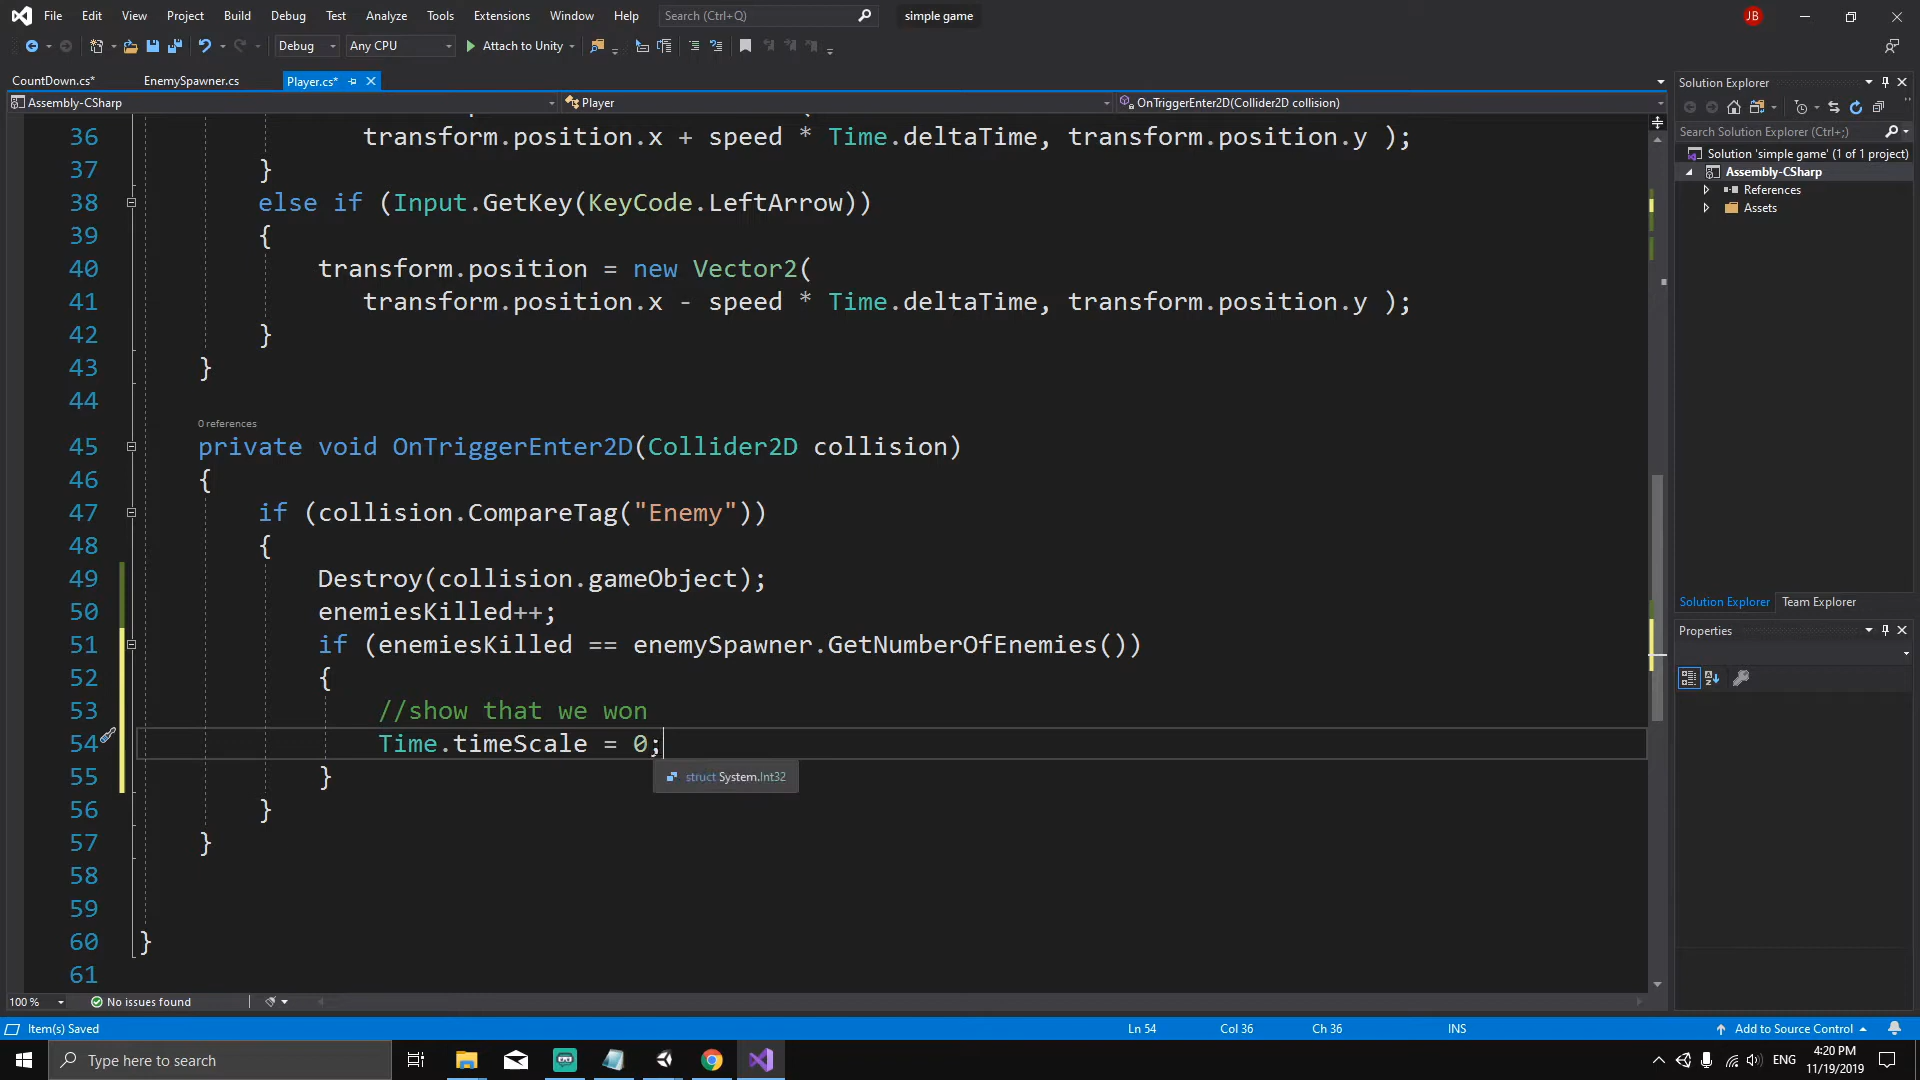 File Edit View Project Build Debug Test Analyze Tools Extensions Window Help Search (Ctrl+Q) simple game JB
Debug Any CPU Attach to Unity
CountDown.cs* EnemySpawner.cs Player.cs*
Assembly-CSharp Player OnTriggerEnter2D(Collider2D collision)
36 transform.position.x + speed * Time.deltaTime, transform.position.y );
37 }
38 else if (Input.GetKey(KeyCode.LeftArrow))
39 {
40 transform.position = new Vector2(
41 transform.position.x - speed * Time.deltaTime, transform.position.y );
42 }
43 }
44
0 references
45 private void OnTriggerEnter2D(Collider2D collision)
46 {
47 if (collision.CompareTag("Enemy"))
48 {
49 Destroy(collision.gameObject);
50 enemiesKilled++;
51 if (enemiesKilled == enemySpawner.GetNumberOfEnemies())
52 {
53 //show that we won
54 Time.timeScale = 0;
struct System.Int32
55 }
56 }
57 }
58
59
60 }
61
100 % No issues found
Solution Explorer
Search Solution Explorer (Ctrl+;)
Solution 'simple game' (1 of 1 project)
Assembly-CSharp
References
Assets
Solution Explorer Team Explorer
Properties
Item(s) Saved Ln 54 Col 36 Ch 36 INS Add to Source Control
Type here to search ENG 4:20 PM
11/19/2019